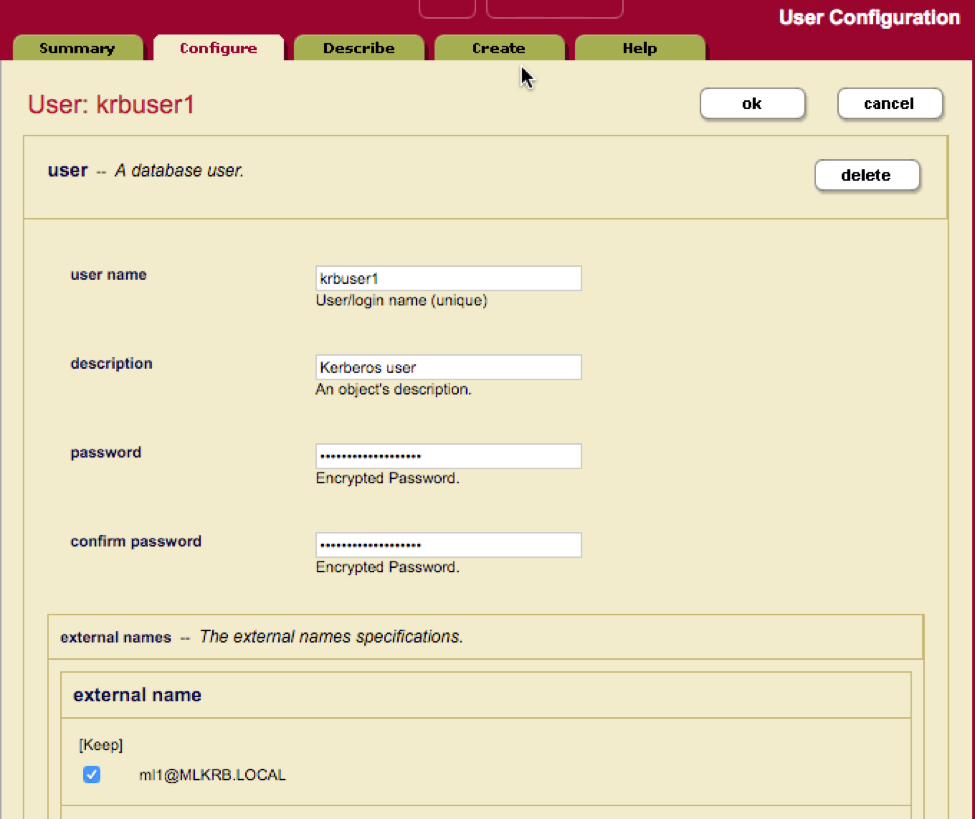 User Configuration
Summary Configure Describe Create Help
User: krbuser1
ok cancel
user -- A database user.
delete
user name
krbuser1
User/login name (unique)
description
Kerberos user
An object's description.
password
•••••••••••••••••••
Encrypted Password.
confirm password
•••••••••••••••••••
Encrypted Password.
external names -- The external names specifications.
external name
[Keep]
ml1@MLKRB.LOCAL